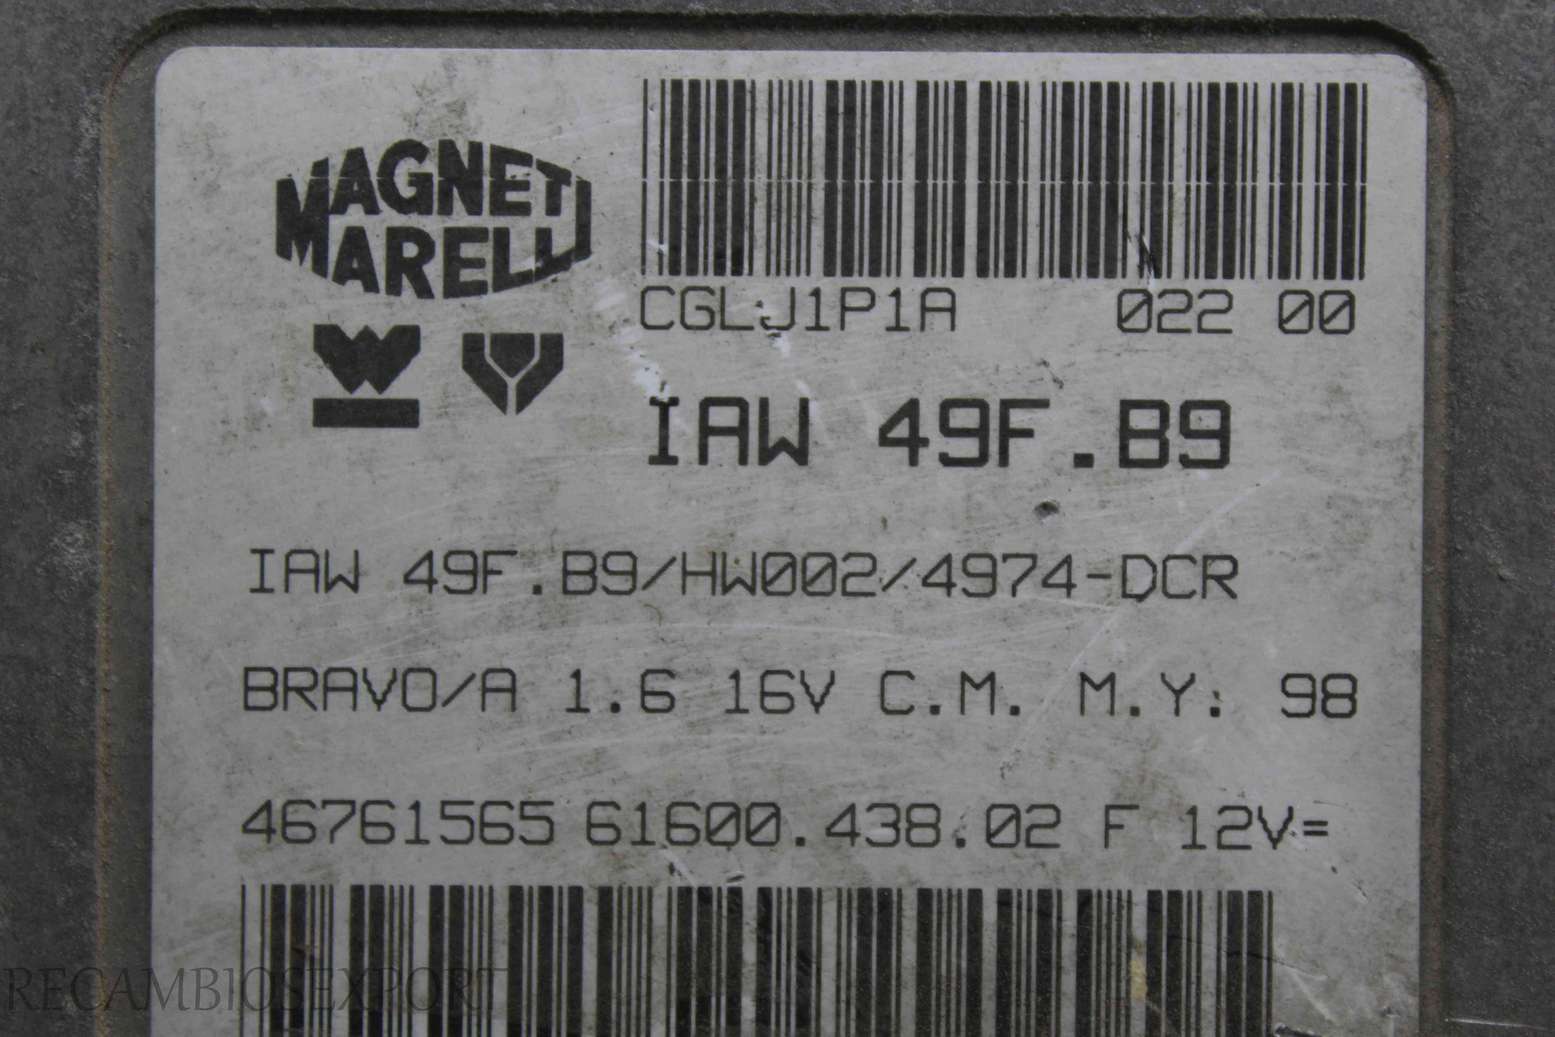 MAGNETI
MARELLI
CGLJ1P1A 022 00
IAW 49F.B9
IAW 49F.B9/HW002/4974-DCR
BRAVO/A 1.6 16V C.M. M.Y: 98
46761565 61600.438.02 F 12V=
RECAMBIOSEXPORT